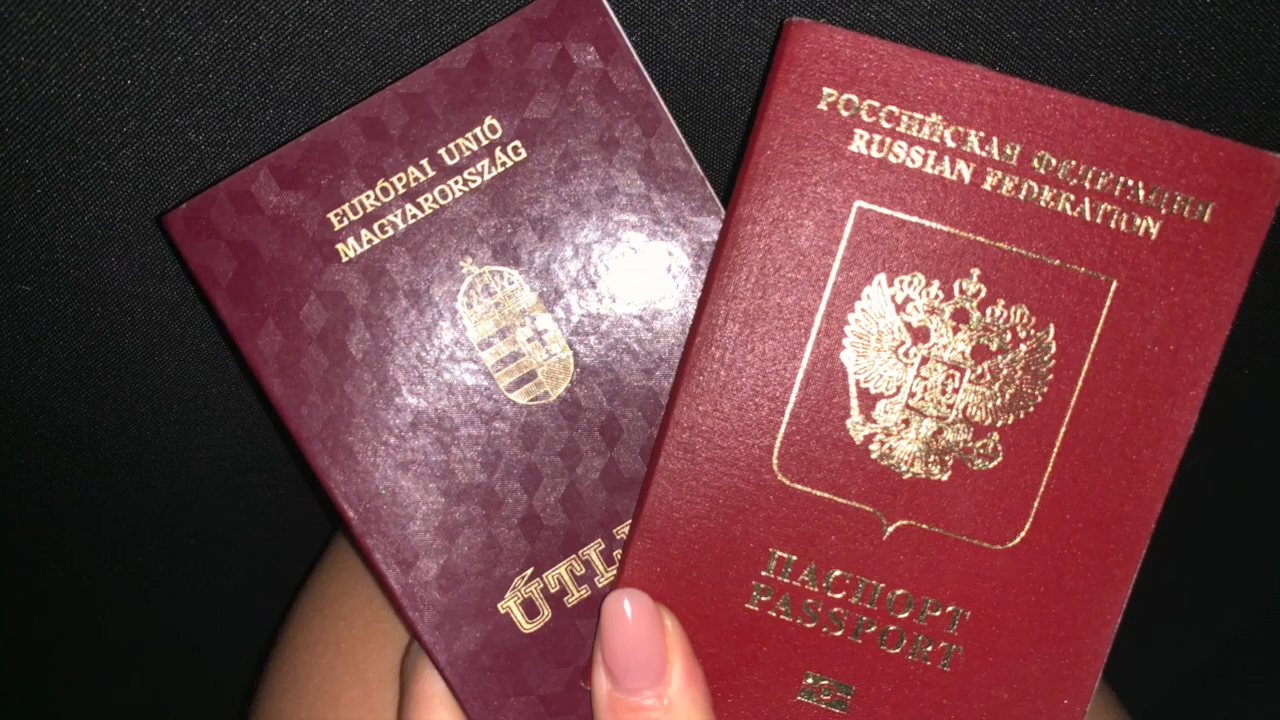 EURÓPAI UNIÓ
MAGYARORSZÁG
РОССИЙСКАЯ ФЕДЕРАЦИЯ
RUSSIAN FEDERATION
ПАСПОРТ
PASSPORT